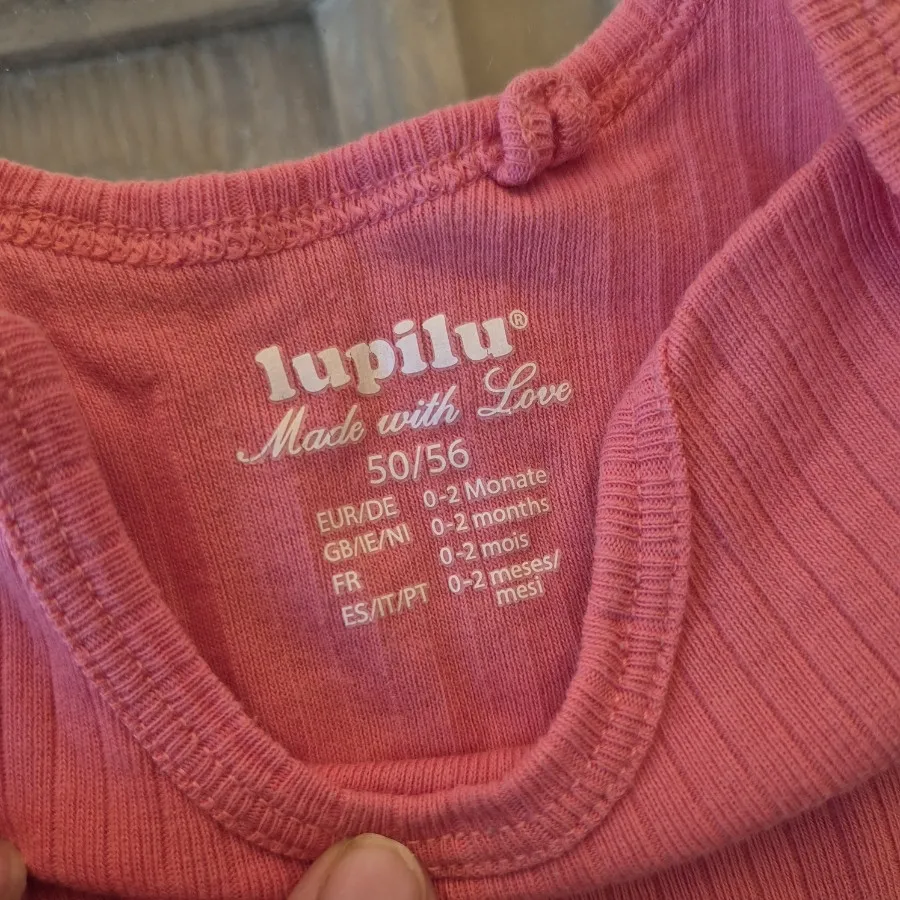 lupilu®
Made with Love
50/56
EUR/DE 0-2 Monate
GB/IE/NI 0-2 months
FR 0-2 mois
ES/IT/PT 0-2 meses/
mesi